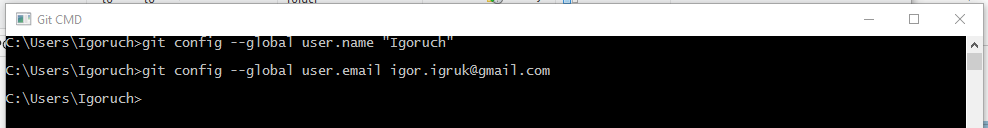 Git CMD
C:\Users\Igoruch>git config --global user.name "Igoruch"
C:\Users\Igoruch>git config --global user.email igor.igruk@gmail.com
C:\Users\Igoruch>